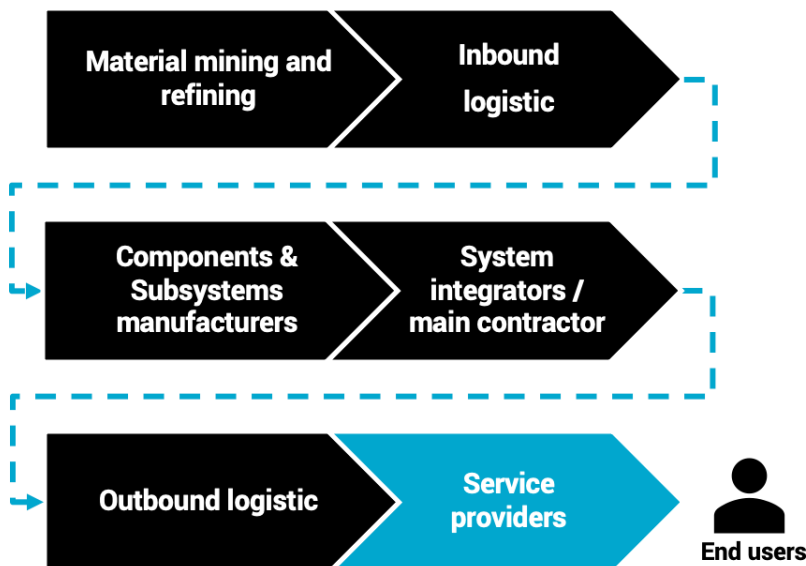 Material mining and
refining
Inbound
logistic
Components &
Subsystems
manufacturers
System
integrators /
main contractor
Outbound logistic
Service
providers
End users